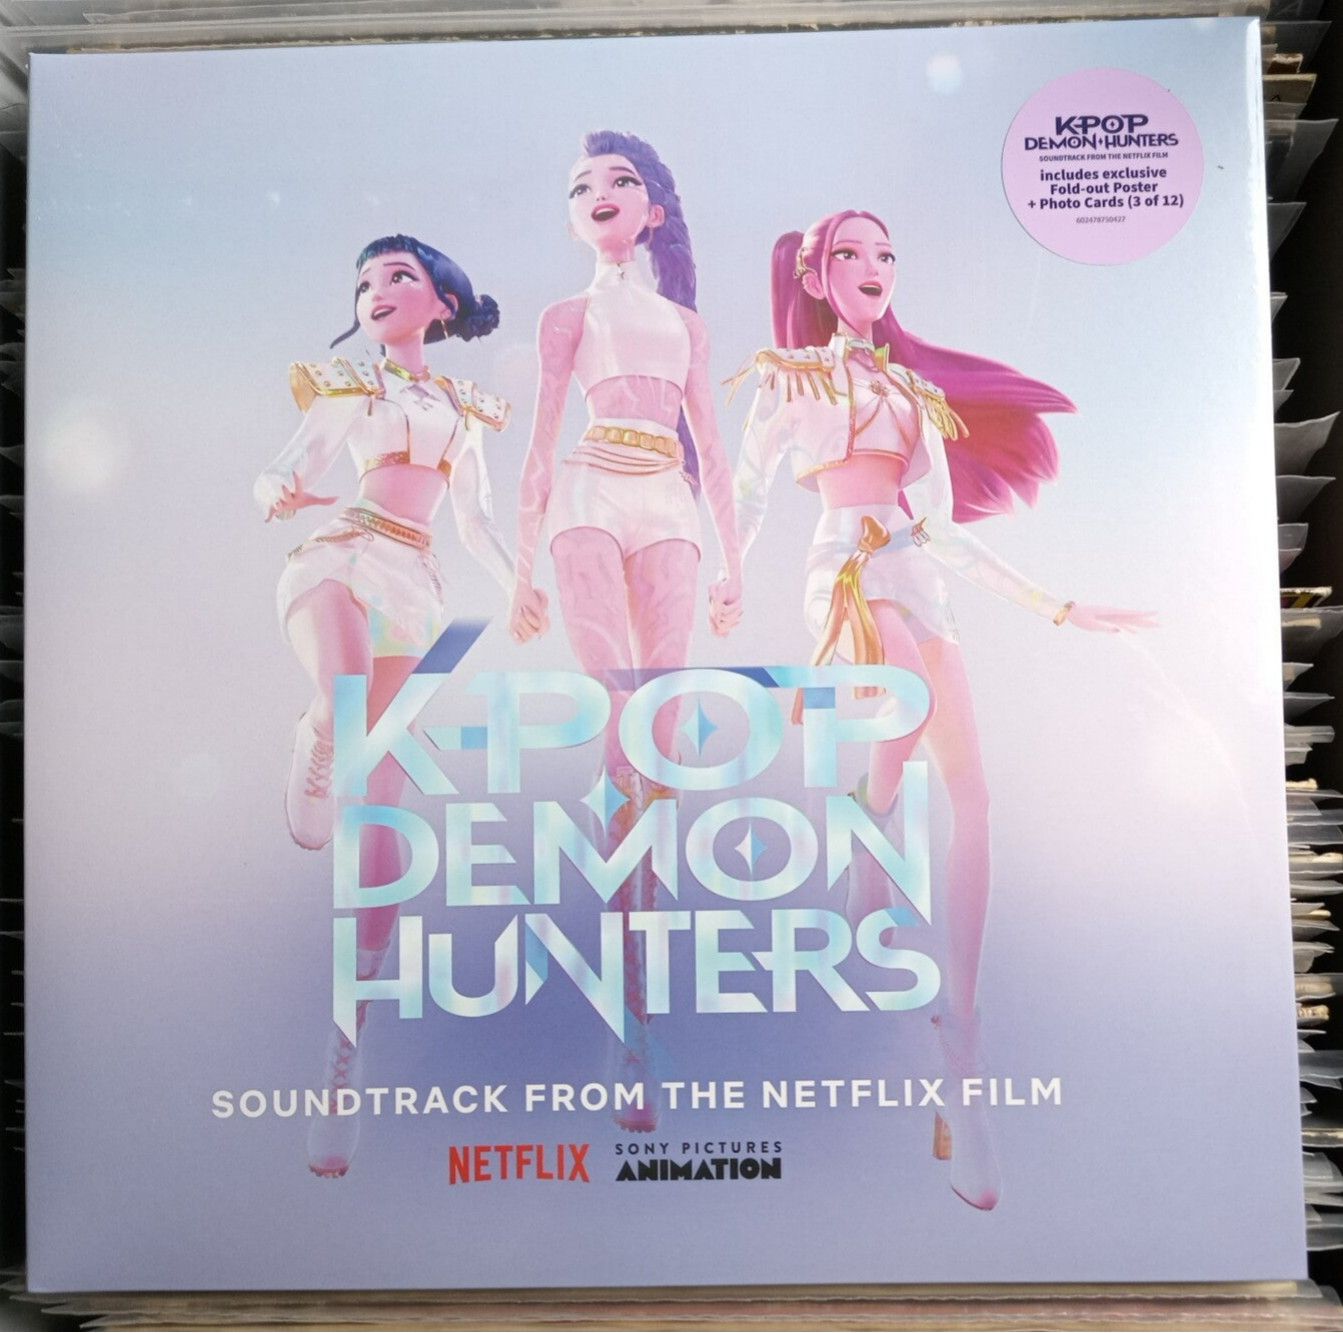 K-POP
DEMON HUNTERS
SOUNDTRACK FROM THE NETFLIX FILM
includes exclusive
Fold-out Poster
+ Photo Cards (3 of 12)
602478750427
K-POP
DEMON
HUNTERS
SOUNDTRACK FROM THE NETFLIX FILM
NETFLIX
SONY PICTURES
ANIMATION